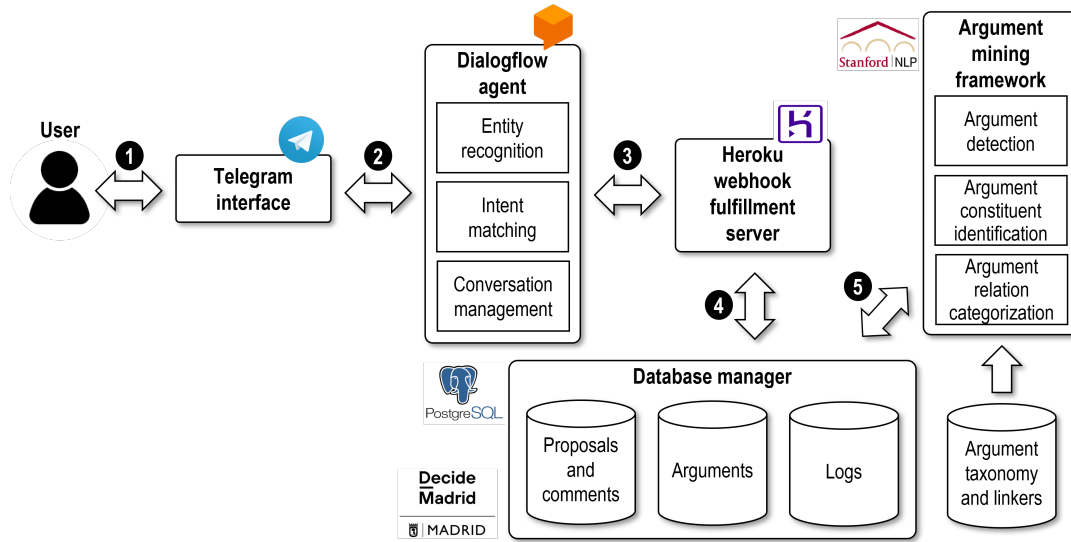 User
1
Telegram
interface
2
Dialogflow
agent
Entity
recognition
Intent
matching
Conversation
management
3
Heroku
webhook
fulfillment
server
4
5
Stanford NLP
Argument
mining
framework
Argument
detection
Argument
constituent
identification
Argument
relation
categorization
PostgreSQL
Decide
Madrid
MADRID
Database manager
Proposals
and
comments
Arguments
Logs
Argument
taxonomy
and linkers